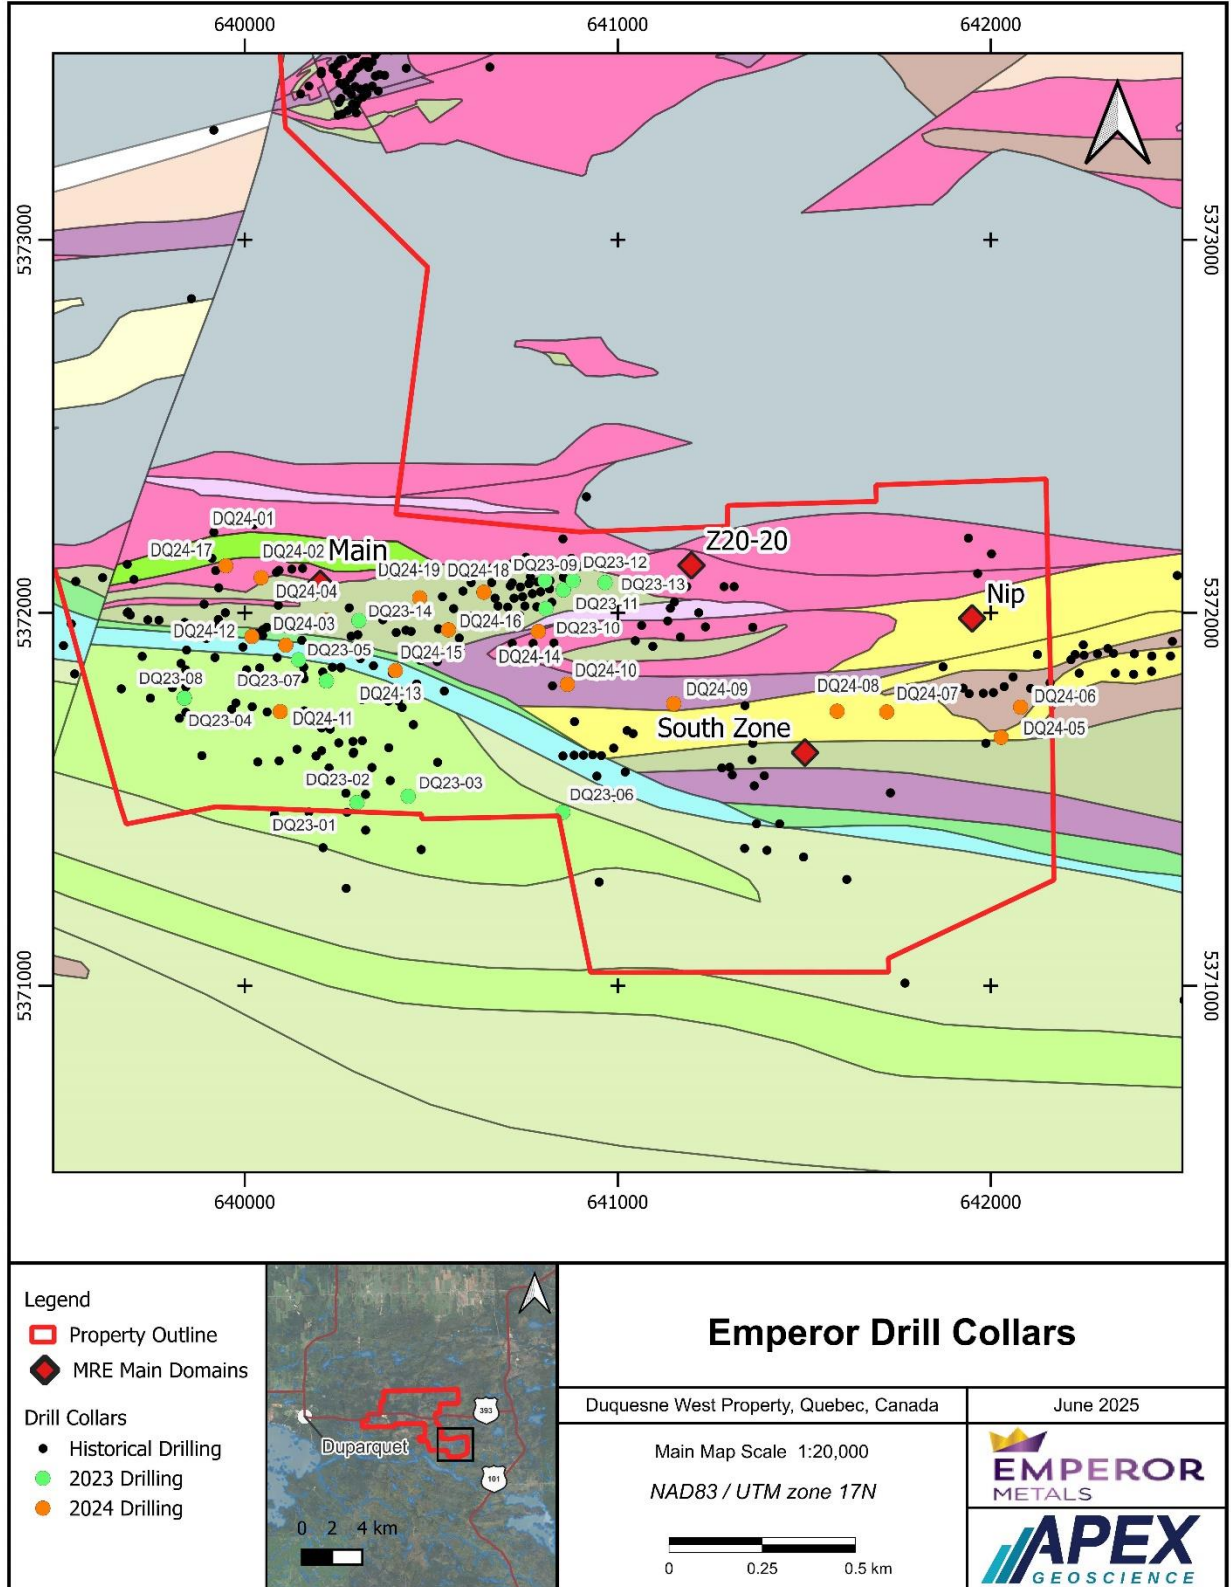 640000
641000
642000
5373000
5373000
DQ24-01
DQ24-17
DQ24-02
Main
Z20-20
DQ24-19
DQ24-18
DQ23-09
DQ23-12
DQ24-04
DQ23-13
Nip
5372000
5372000
DQ23-14
DQ23-11
DQ24-12
DQ24-03
DQ24-16
DQ23-10
DQ23-05
DQ24-15
DQ24-14
DQ23-08
DQ23-07
DQ24-13
DQ24-10
DQ24-09
DQ24-08
DQ24-07
DQ24-06
DQ23-04
DQ24-11
South Zone
DQ24-05
DQ23-02
DQ23-03
DQ23-06
DQ23-01
5371000
5371000
640000
641000
642000
Legend
Property Outline
MRE Main Domains
Drill Collars
Historical Drilling
2023 Drilling
2024 Drilling
393
Duparquet
101
0 2 4 km
Emperor Drill Collars
Duquesne West Property, Quebec, Canada
June 2025
Main Map Scale 1:20,000
NAD83 / UTM zone 17N
0 0.25 0.5 km
EMPEROR
METALS
APEX
GEOSCIENCE